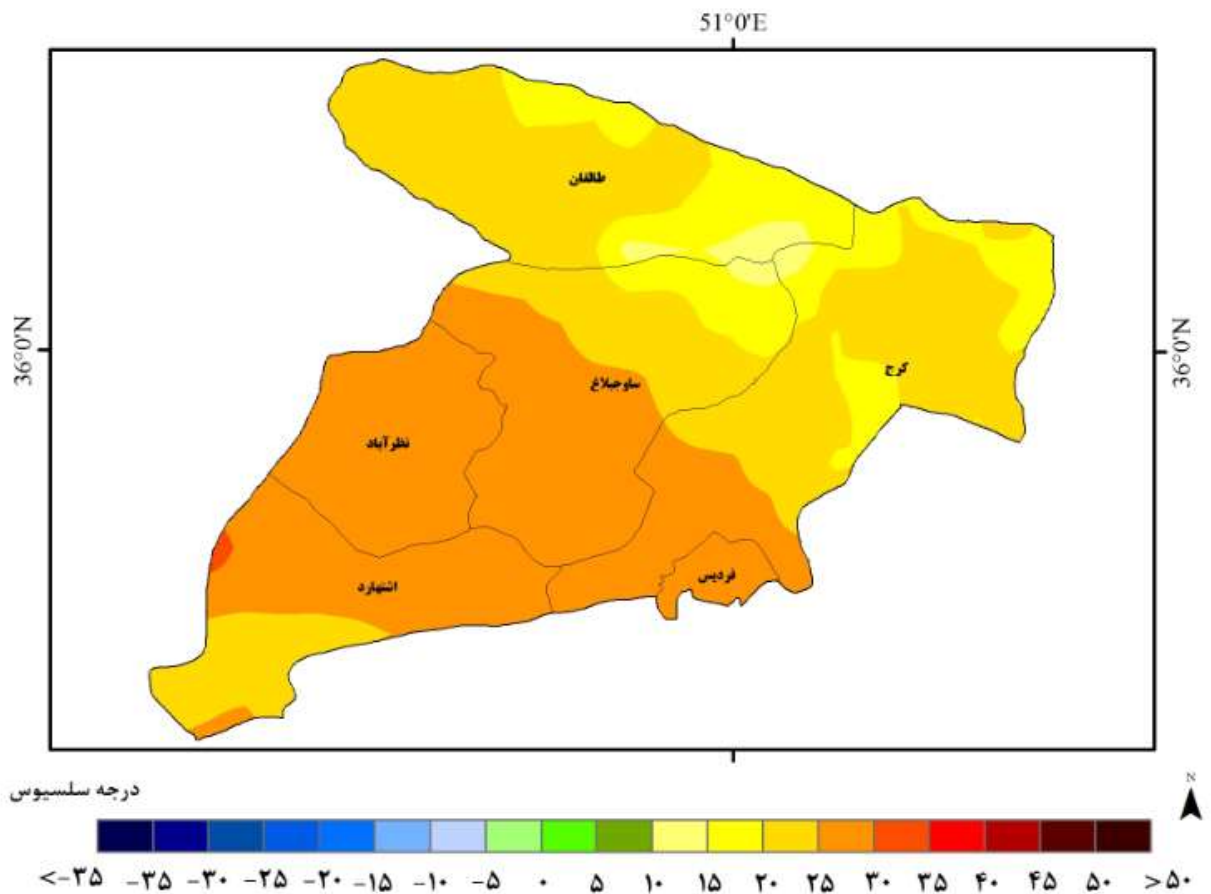 51°0'E
طالقان
36°0'N
36°0'N
کرج
ساوجبلاغ
نظرآباد
اشتهارد
فردیس
درجه سلسیوس
N
<-۳۵ -۳۵ -۳۰ -۲۵ -۲۰ -۱۵ -۱۰ -۵ ۰ ۵ ۱۰ ۱۵ ۲۰ ۲۵ ۳۰ ۳۵ ۴۰ ۴۵ ۵۰ >۵۰